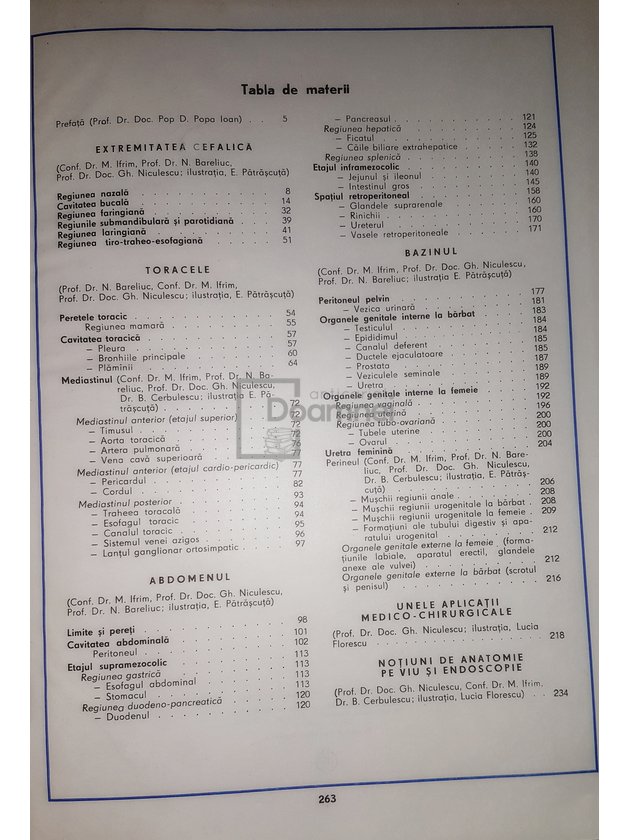 Tabla de materii
Prefață (Prof. Dr. Doc. Pop D. Popa Ioan) . . 5
EXTREMITATEA CEFALICĂ
(Conf. Dr. M. Ifrim, Prof. Dr. N. Bareliuc,
Prof. Dr. Doc. Gh. Niculescu; ilustrația, E. Pătrășcuță)
Regiunea nazală 8
Cavitatea bucală 14
Regiunea faringiană 32
Regiunile submandibulară și parotidiană 39
Regiunea laringiană 41
Regiunea tiro-traheo-esofagiană 51
TORACELE
(Prof. Dr. N. Bareliuc, Conf. Dr. M. Ifrim,
Prof. Dr. Doc. Gh. Niculescu; ilustrația, E. Pătrășcuță)
Peretele toracic 54
Regiunea mamară 55
Cavitatea toracică 57
— Pleura 57
— Bronhiile principale 60
— Plămînii 64
Mediastinul (Conf. Dr. M. Ifrim, Prof. Dr. N. Ba-
reliuc, Prof. Dr. Doc. Gh. Niculescu,
Dr. B. Cerbulescu; ilustrația E. Pă-
trășcuță) 72
Mediastinul anterior (etajul superior) 72
— Timusul 72
— Aorta toracică 72
— Artera pulmonară 76
— Vena cavă superioară 77
Mediastinul anterior (etajul cardio-pericardic) 77
— Pericardul 77
— Cordul 82
Mediastinul posterior 93
— Traheea toracală 94
— Esofagul toracic 94
— Canalul toracic 95
— Sistemul venei azigos 96
— Lanțul ganglionar ortosimpatic 97
ABDOMENUL
(Conf. Dr. M. Ifrim, Prof. Dr. Doc. Gh. Niculescu,
Prof. Dr. N. Bareliuc; ilustrația, E. Pătrășcuță)
Limite și pereți 98
Cavitatea abdominală 101
Peritoneul 102
Etajul supramezocolic 113
Regiunea gastrică 113
— Esofagul abdominal 113
— Stomacul 113
Regiunea duodeno-pancreatică 120
— Duodenul 120
— Pancreasul 121
Regiunea hepatică 124
— Ficatul 125
— Căile biliare extrahepatice 132
Regiunea splenică 138
Etajul inframezocolic 140
— Jejunul și ileonul 140
— Intestinul gros 145
Spațiul retroperitoneal 158
— Glandele suprarenale 160
— Rinichii 160
— Ureterul 170
— Vasele retroperitoneale 171
BAZINUL
(Conf. Dr. M. Ifrim, Prof. Dr. Doc. Gh. Niculescu,
Prof. Dr. N. Bareliuc; ilustrația E. Pătrășcuță)
Peritoneul pelvin 177
— Vezica urinară 181
Organele genitale interne la bărbat 183
— Testiculul 184
— Epididimul 184
— Canalul deferent 185
— Ductele ejaculatoare 185
— Prostata 187
— Veziculele seminale 189
— Uretra 189
Organele genitale interne la femeie 192
Regiunea vaginală 192
Regiunea uterină 196
Regiunea tubo-ovariană 200
— Tubele uterine 200
— Ovarul 204
Uretra feminină
Perineul (Conf. Dr. M. Ifrim, Prof. Dr. N. Bare-
liuc, Prof. Dr. Doc. Gh. Niculescu,
Dr. B. Cerbulescu; ilustrația, E. Pătrăș-
cuță) 206
— Mușchii regiunii anale 208
— Mușchii regiunii urogenitale la bărbat 208
— Mușchii regiunii urogenitale la femeie 209
— Formațiuni ale tubului digestiv și apa-
ratului urogenital 212
Organele genitale externe la femeie (forma-
țiunile labiale, aparatul erectil, glandele
anexe ale vulvei) 212
Organele genitale externe la bărbat (scrotul
și penisul) 216
UNELE APLICAȚII
MEDICO-CHIRURGICALE
(Prof. Dr. Doc. Gh. Niculescu; ilustrația, Lucia
Florescu) 218
NOȚIUNI DE ANATOMIE
PE VIU ȘI ENDOSCOPIE
(Prof. Dr. Doc. Gh. Niculescu, Conf. Dr. M. Ifrim,
Dr. B. Cerbulescu; ilustrația, Lucia Florescu) . . 234
263